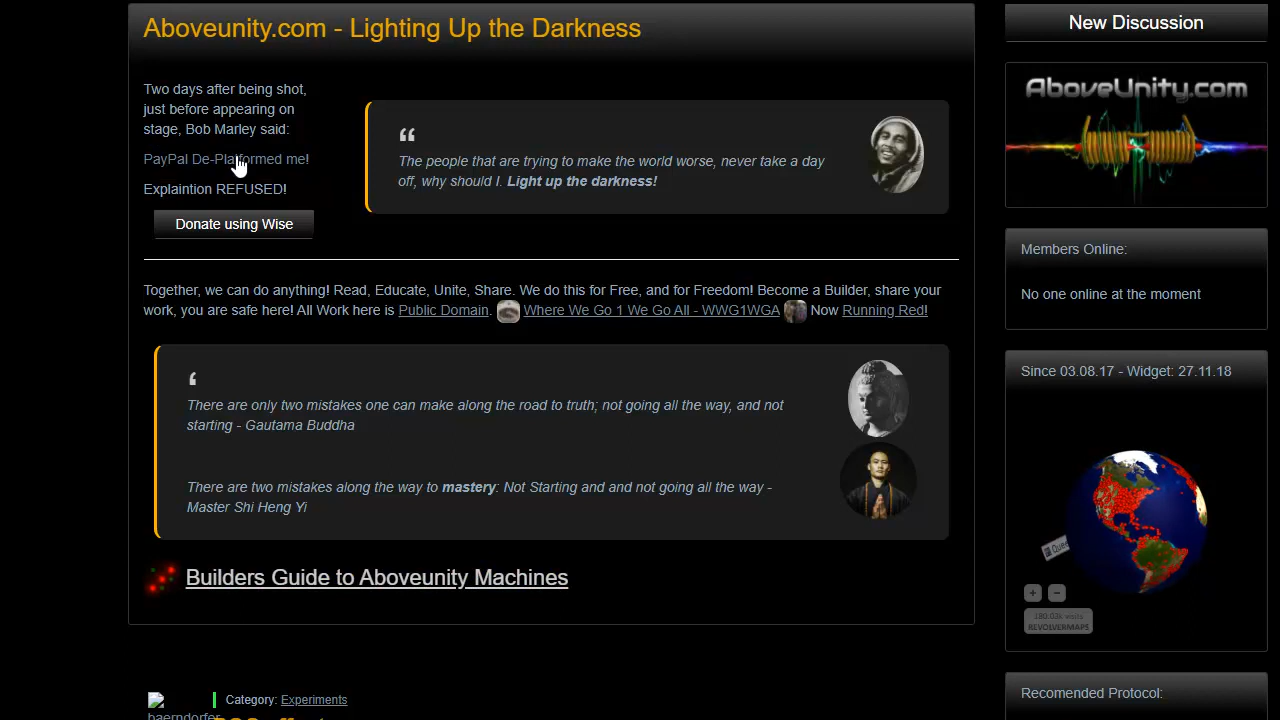 Aboveunity.com - Lighting Up the Darkness
Two days after being shot,
just before appearing on
stage, Bob Marley said:
PayPal De-Platformed me!
Explaintion REFUSED!
Donate using Wise
“
The people that are trying to make the world worse, never take a day
off, why should I. Light up the darkness!
Together, we can do anything! Read, Educate, Unite, Share. We do this for Free, and for Freedom! Become a Builder, share your
work, you are safe here! All Work here is Public Domain. Where We Go 1 We Go All - WWG1WGA Now Running Red!
‘
There are only two mistakes one can make along the road to truth; not going all the way, and not
starting - Gautama Buddha
There are two mistakes along the way to mastery: Not Starting and and not going all the way -
Master Shi Heng Yi
Builders Guide to Aboveunity Machines
Category: Experiments
New Discussion
AboveUnity.com
Members Online:
No one online at the moment
Since 03.08.17 - Widget: 27.11.18
+ −
REVOLVERMAPS
Recomended Protocol: